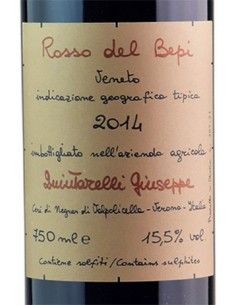 Rosso del Bepi
Veneto
indicazione geografica tipica
2014
imbottigliato nell'azienda agricola
Quintarelli Giuseppe
Cerè di Negrar di Valpolicella - Verona - Italia
750 ml e
15,5% vol
Contiene solfiti / Contains sulphites